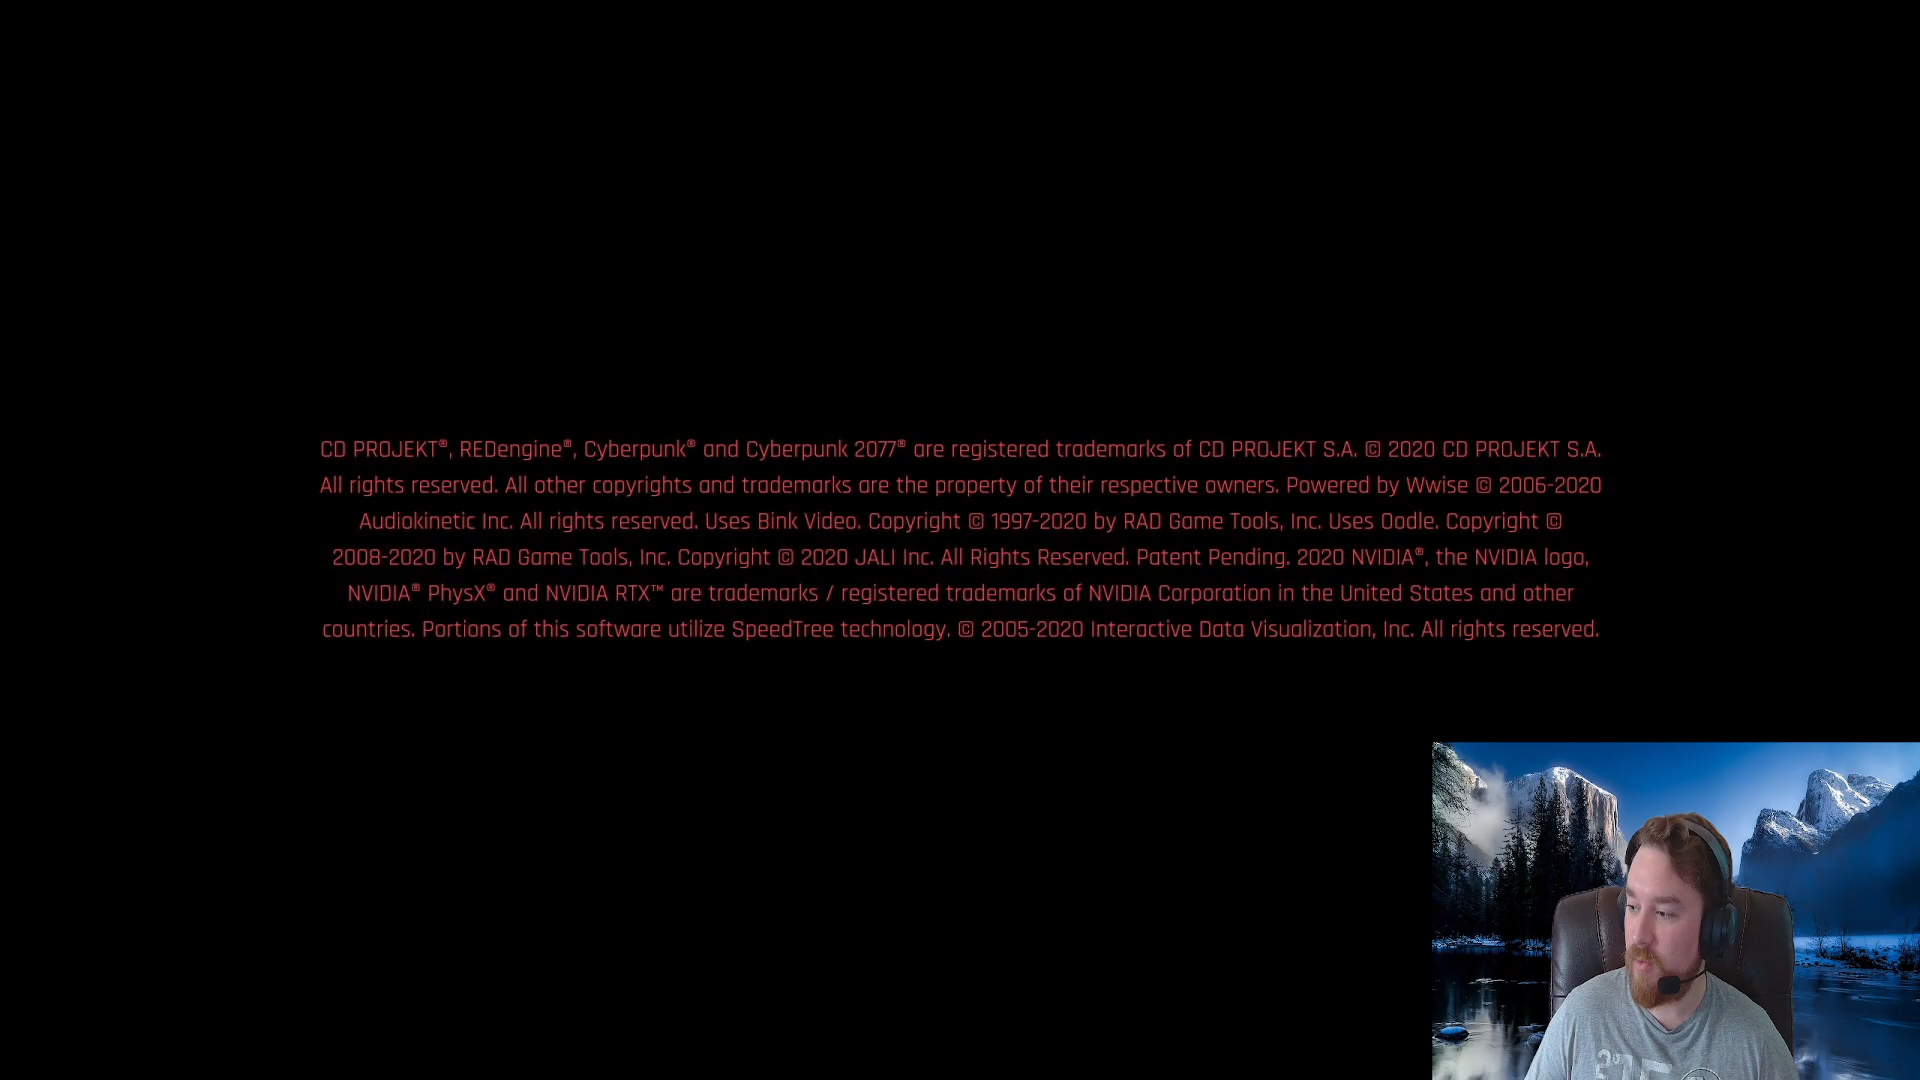 CD PROJEKT®, REDengine®, Cyberpunk® and Cyberpunk 2077® are registered trademarks of CD PROJEKT S.A. © 2020 CD PROJEKT S.A.
All rights reserved. All other copyrights and trademarks are the property of their respective owners. Powered by Wwise © 2006-2020
Audiokinetic Inc. All rights reserved. Uses Bink Video. Copyright © 1997-2020 by RAD Game Tools, Inc. Uses Oodle. Copyright ©
2008-2020 by RAD Game Tools, Inc. Copyright © 2020 JALI Inc. All Rights Reserved. Patent Pending. 2020 NVIDIA®, the NVIDIA logo,
NVIDIA® PhysX® and NVIDIA RTX™ are trademarks / registered trademarks of NVIDIA Corporation in the United States and other
countries. Portions of this software utilize SpeedTree technology. © 2005-2020 Interactive Data Visualization, Inc. All rights reserved.